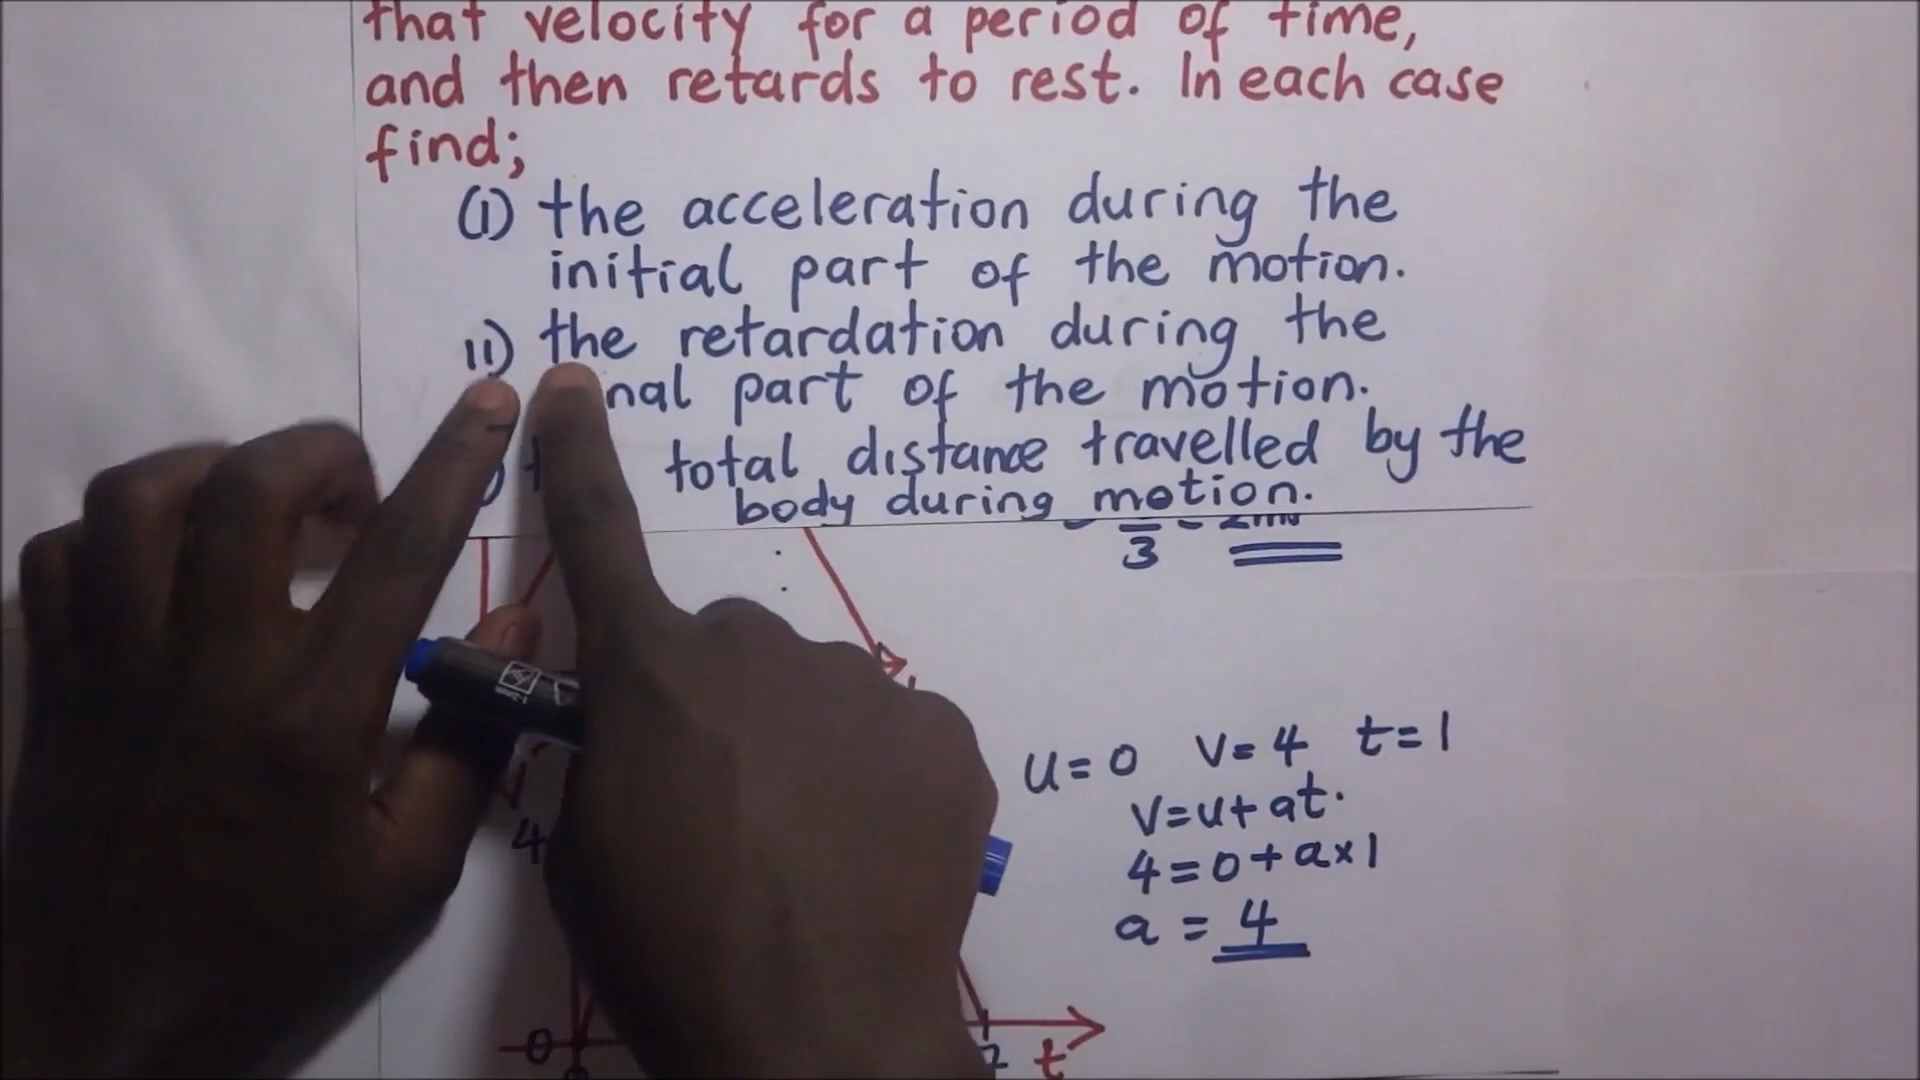 that velocity for a period of time,
and then retards to rest. In each case
find;
(i) the acceleration during the
initial part of the motion.
ii) the retardation during the
nal part of the motion.
total distance travelled by the
body during motion.
3
U=0 V=4 t=1
V=u+at.
4=0+a×1
a = 4
4
0
t